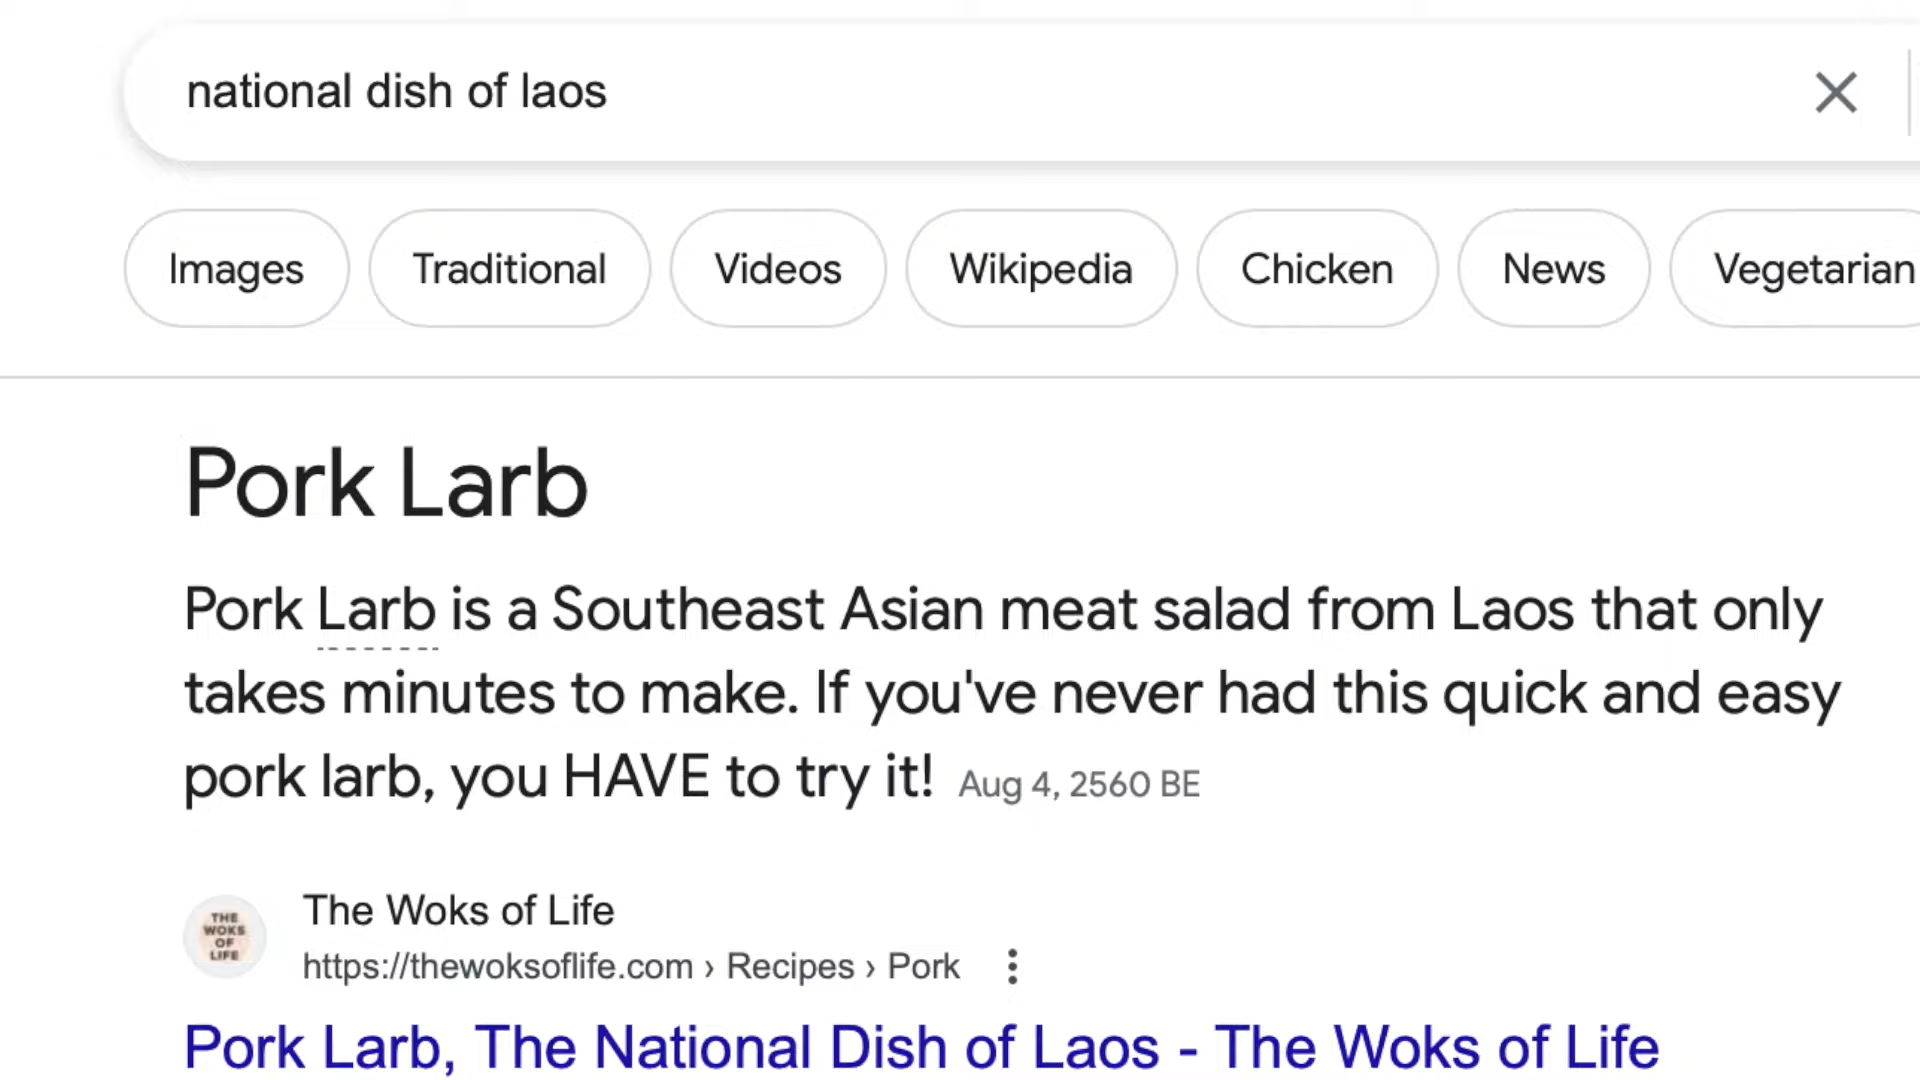 national dish of laos
Images Traditional Videos Wikipedia Chicken News Vegetarian
Pork Larb
Pork Larb is a Southeast Asian meat salad from Laos that only
takes minutes to make. If you've never had this quick and easy
pork larb, you HAVE to try it! Aug 4, 2560 BE
THE
WOKS
OF
LIFE
The Woks of Life
https://thewoksoflife.com › Recipes › Pork
Pork Larb, The National Dish of Laos - The Woks of Life